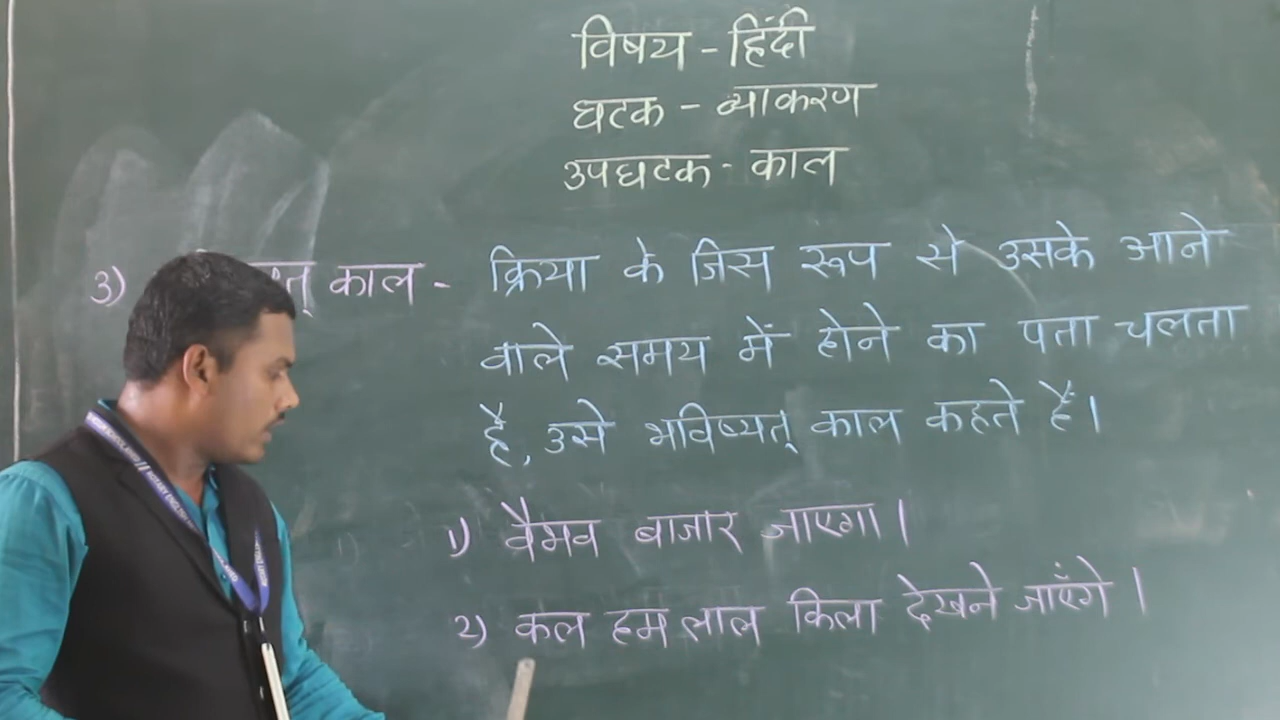 विषय - हिंदी
घटक - व्याकरण
उपघटक - काल
3) काल - क्रिया के जिस रूप से उसके आने
वाले समय में होने का पता चलता
है, उसे भविष्यत् काल कहते हैं।
1) वैभव बाजार जाएगा।
2) कल हम लाल किला देखने जाएँगे।